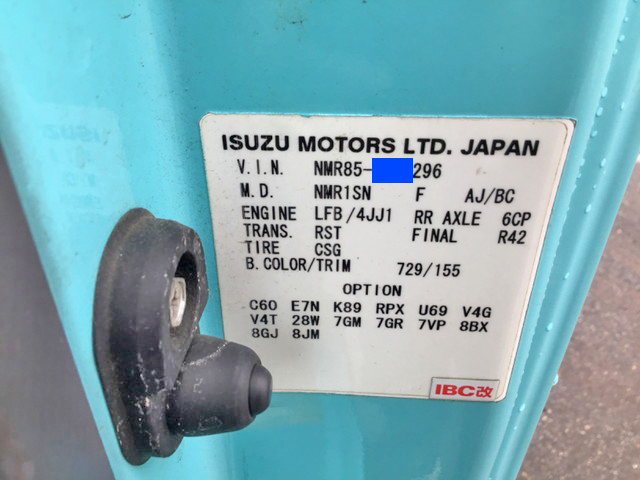 ISUZU MOTORS LTD. JAPAN
V.I.N. NMR85- 296
M.D. NMR1SN F AJ/BC
ENGINE LFB/4JJ1 RR AXLE 6CP
TRANS. RST FINAL R42
TIRE CSG
B.COLOR/TRIM 729/155
OPTION
C60 E7N K89 RPX U69 V4G
V4T 28W 7GM 7GR 7VP 8BX
8GJ 8JM
IBC改